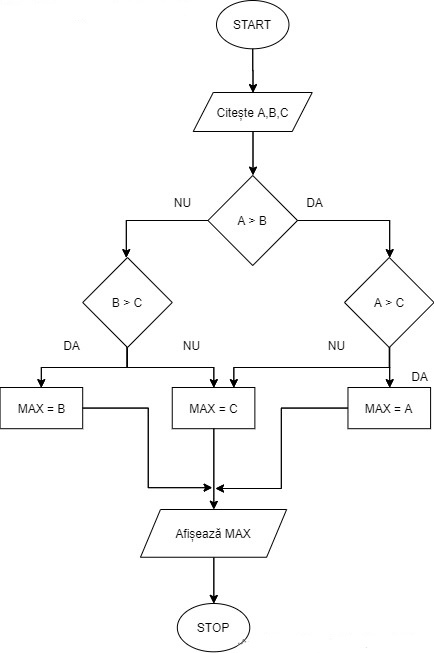 START
Citește A,B,C
NU
A > B
DA
B > C
A > C
DA
NU
NU
DA
MAX = B
MAX = C
MAX = A
Afișează MAX
STOP